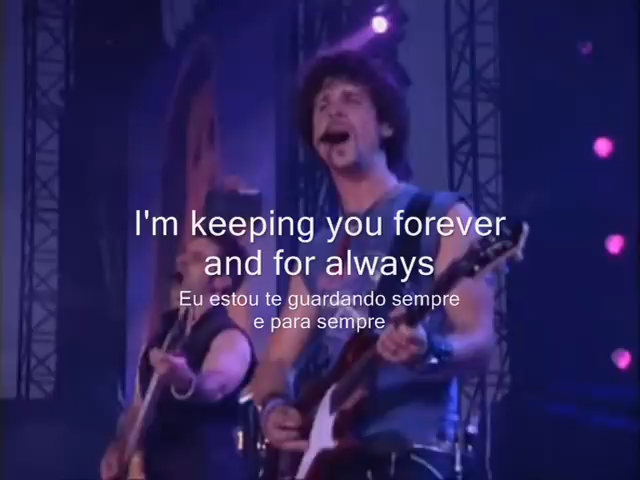 I'm keeping you forever
and for always
Eu estou te guardando sempre
e para sempre